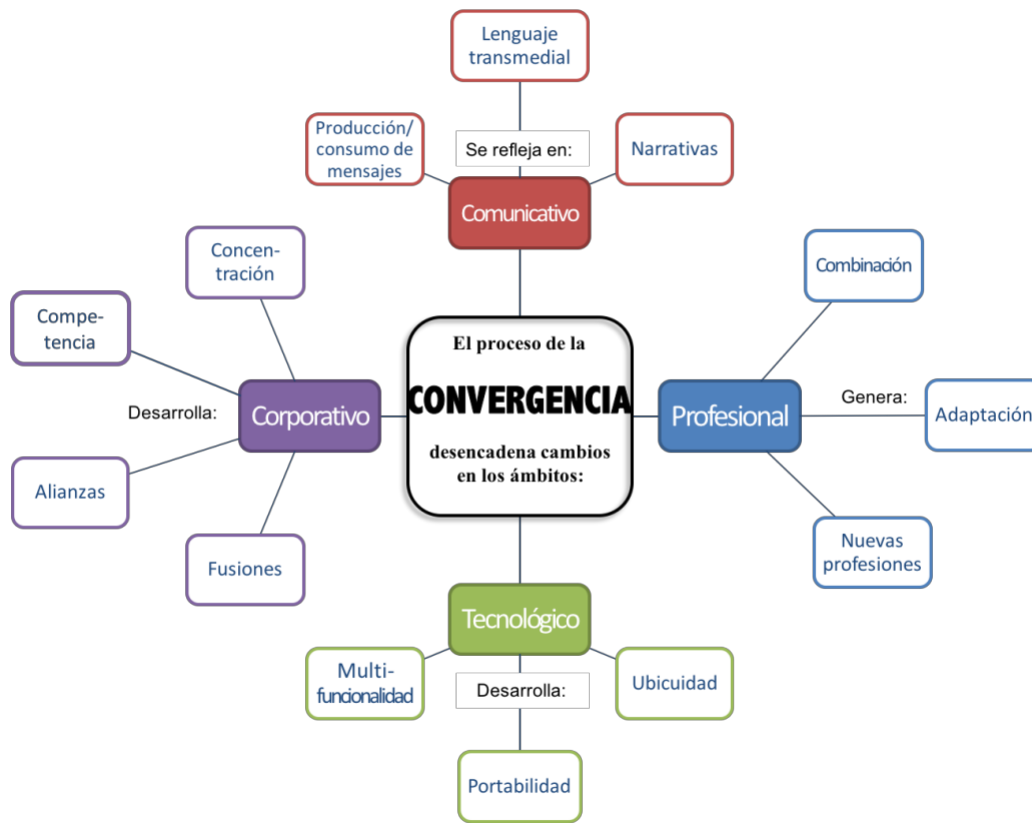 Lenguaje
transmedial
Producción/
consumo de
mensajes
Se refleja en:
Narrativas
Comunicativo
Concen-
tración
Combinación
Compe-
tencia
El proceso de la
CONVERGENCIA
desencadena cambios
en los ámbitos:
Desarrolla:
Corporativo
Profesional
Genera:
Adaptación
Alianzas
Fusiones
Nuevas
profesiones
Tecnológico
Multi-
funcionalidad
Desarrolla:
Ubicuidad
Portabilidad